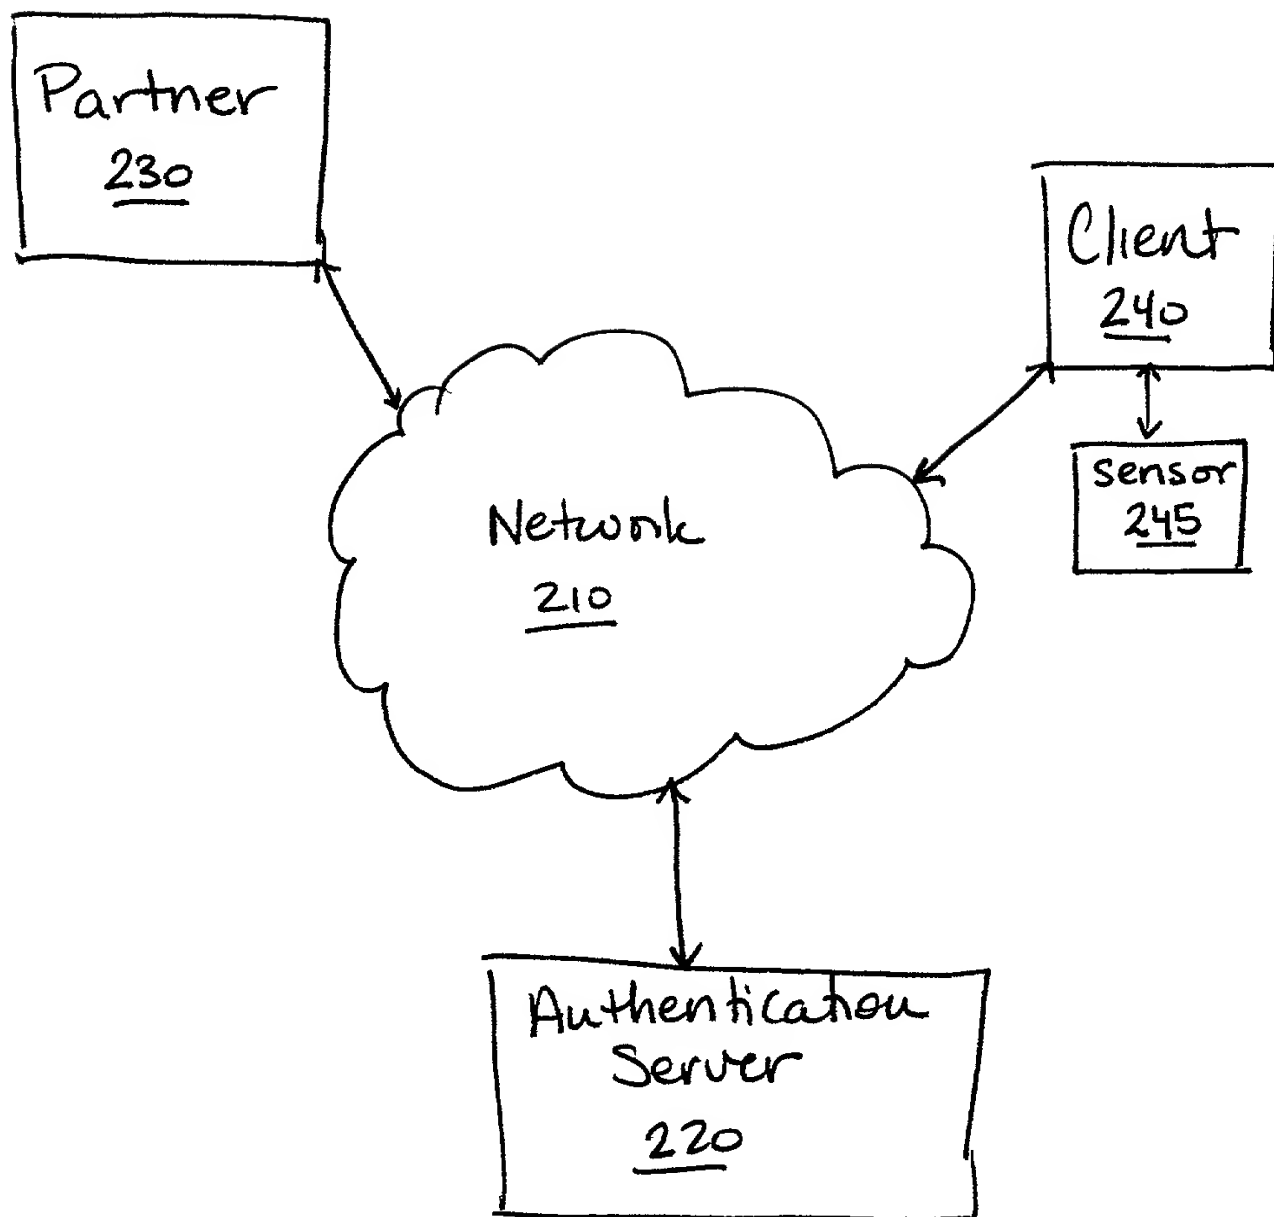 Partner
230
Client
240
Sensor
245
Network
210
Authentication
Server
220